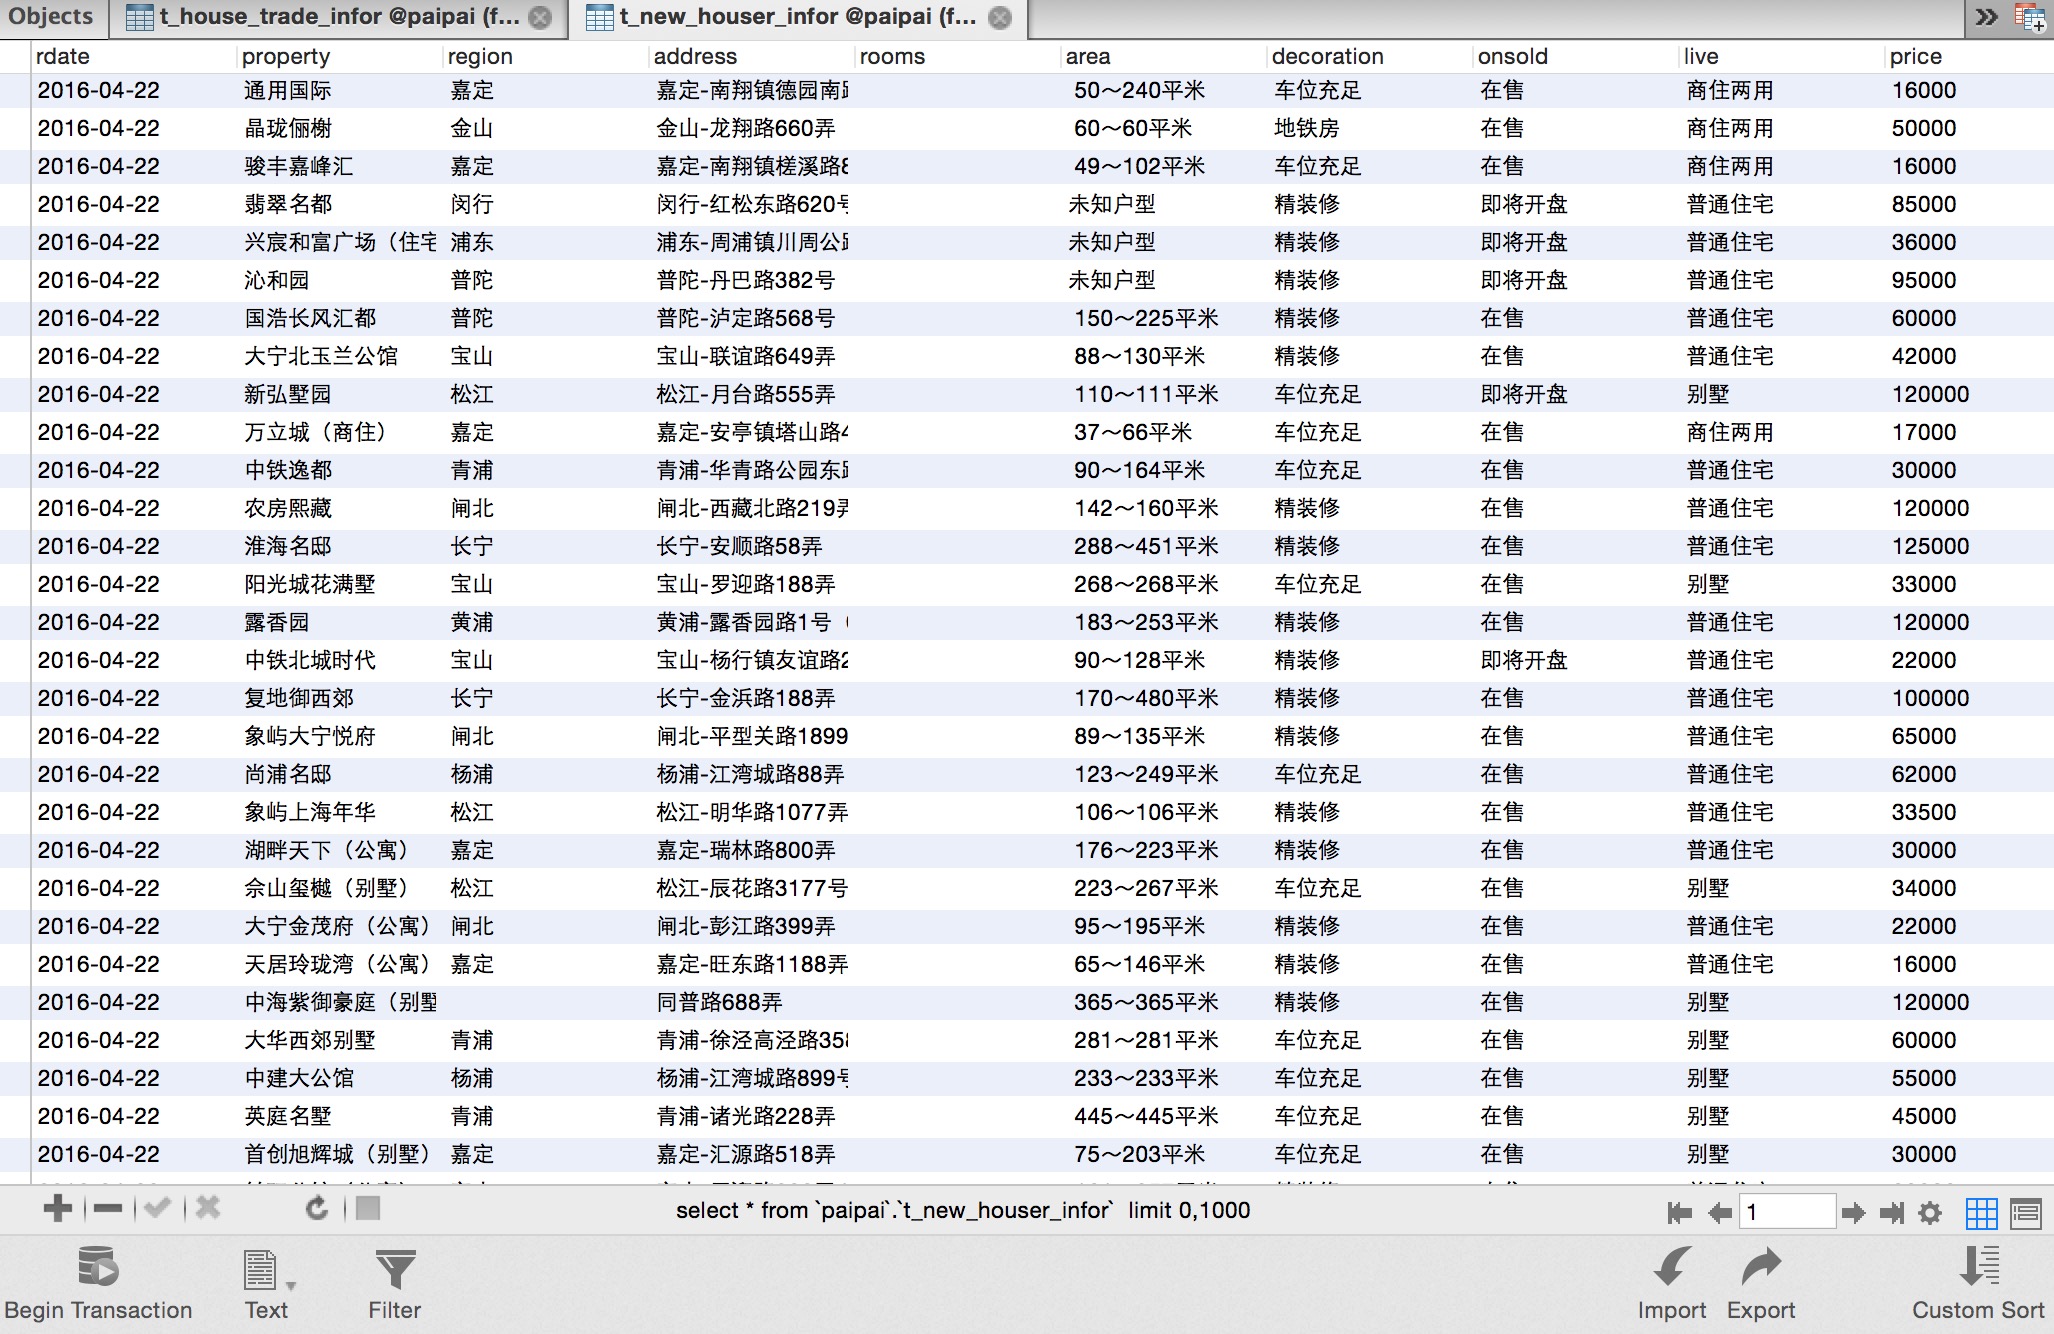 Objects t_house_trade_infor @paipai (f... t_new_houser_infor @paipai (f...
rdate property region address rooms area decoration onsold live price
2016-04-22 通用国际 嘉定 嘉定-南翔镇德园南路 50～240平米 车位充足 在售 商住两用 16000
2016-04-22 晶珑俪榭 金山 金山-龙翔路660弄 60～60平米 地铁房 在售 商住两用 50000
2016-04-22 骏丰嘉峰汇 嘉定 嘉定-南翔镇槎溪路8 49～102平米 车位充足 在售 商住两用 16000
2016-04-22 翡翠名都 闵行 闵行-红松东路620号 未知户型 精装修 即将开盘 普通住宅 85000
2016-04-22 兴宸和富广场（住宅 浦东 浦东-周浦镇川周公路 未知户型 精装修 即将开盘 普通住宅 36000
2016-04-22 沁和园 普陀 普陀-丹巴路382号 未知户型 精装修 即将开盘 普通住宅 95000
2016-04-22 国浩长风汇都 普陀 普陀-泸定路568号 150～225平米 精装修 在售 普通住宅 60000
2016-04-22 大宁北玉兰公馆 宝山 宝山-联谊路649弄 88～130平米 精装修 在售 普通住宅 42000
2016-04-22 新弘墅园 松江 松江-月台路555弄 110～111平米 车位充足 即将开盘 别墅 120000
2016-04-22 万立城（商住） 嘉定 嘉定-安亭镇塔山路4 37～66平米 车位充足 在售 商住两用 17000
2016-04-22 中铁逸都 青浦 青浦-华青路公园东路 90～164平米 车位充足 在售 普通住宅 30000
2016-04-22 农房熙藏 闸北 闸北-西藏北路219弄 142～160平米 精装修 在售 普通住宅 120000
2016-04-22 淮海名邸 长宁 长宁-安顺路58弄 288～451平米 精装修 在售 普通住宅 125000
2016-04-22 阳光城花满墅 宝山 宝山-罗迎路188弄 268～268平米 车位充足 在售 别墅 33000
2016-04-22 露香园 黄浦 黄浦-露香园路1号（ 183～253平米 精装修 在售 普通住宅 120000
2016-04-22 中铁北城时代 宝山 宝山-杨行镇友谊路2 90～128平米 精装修 即将开盘 普通住宅 22000
2016-04-22 复地御西郊 长宁 长宁-金浜路188弄 170～480平米 精装修 在售 普通住宅 100000
2016-04-22 象屿大宁悦府 闸北 闸北-平型关路1899 89～135平米 精装修 在售 普通住宅 65000
2016-04-22 尚浦名邸 杨浦 杨浦-江湾城路88弄 123～249平米 车位充足 在售 普通住宅 62000
2016-04-22 象屿上海年华 松江 松江-明华路1077弄 106～106平米 精装修 在售 普通住宅 33500
2016-04-22 湖畔天下（公寓） 嘉定 嘉定-瑞林路800弄 176～223平米 精装修 在售 普通住宅 30000
2016-04-22 佘山玺樾（别墅） 松江 松江-辰花路3177号 223～267平米 车位充足 在售 别墅 34000
2016-04-22 大宁金茂府（公寓） 闸北 闸北-彭江路399弄 95～195平米 精装修 在售 普通住宅 22000
2016-04-22 天居玲珑湾（公寓） 嘉定 嘉定-旺东路1188弄 65～146平米 精装修 在售 普通住宅 16000
2016-04-22 中海紫御豪庭（别墅 同普路688弄 365～365平米 精装修 在售 别墅 120000
2016-04-22 大华西郊别墅 青浦 青浦-徐泾高泾路358 281～281平米 车位充足 在售 别墅 60000
2016-04-22 中建大公馆 杨浦 杨浦-江湾城路899号 233～233平米 车位充足 在售 别墅 55000
2016-04-22 英庭名墅 青浦 青浦-诸光路228弄 445～445平米 车位充足 在售 别墅 45000
2016-04-22 首创旭辉城（别墅） 嘉定 嘉定-汇源路518弄 75～203平米 车位充足 在售 别墅 30000
select * from `paipai`.`t_new_houser_infor` limit 0,1000 1
Begin Transaction Text Filter Import Export Custom Sort